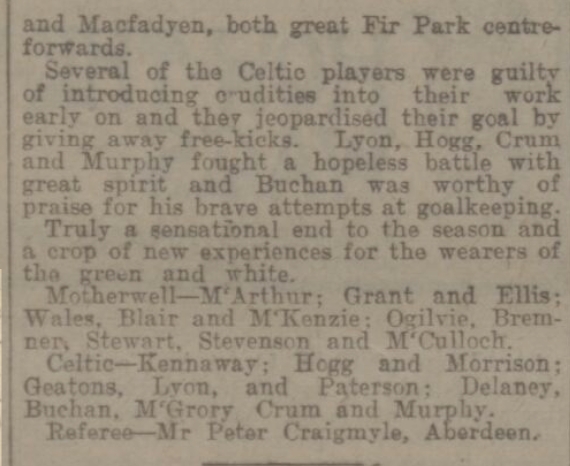 and Macfadyen, both great Fir Park centre-
forwards.
Several of the Celtic players were guilty
of introducing c udities into their work
early on and they jeopardised their goal by
giving away free-kicks. Lyon, Hogg, Crum
and Murphy fought a hopeless battle with
great spirit and Buchan was worthy of
praise for his brave attempts at goalkeeping.
Truly a sensational end to the season and
a crop of new experiences for the wearers of
the green and white.
Motherwell—M'Arthur; Grant and Ellis;
Wales, Blair and M'Kenzie; Ogilvie, Brem-
ner, Stewart, Stevenson and M'Culloch.
Celtic—Kennaway; Hogg and Morrison;
Geatons, Lyon, and Paterson; Delaney,
Buchan, M'Grory Crum and Murphy.
Referee—Mr Peter Craigmyle, Aberdeen.